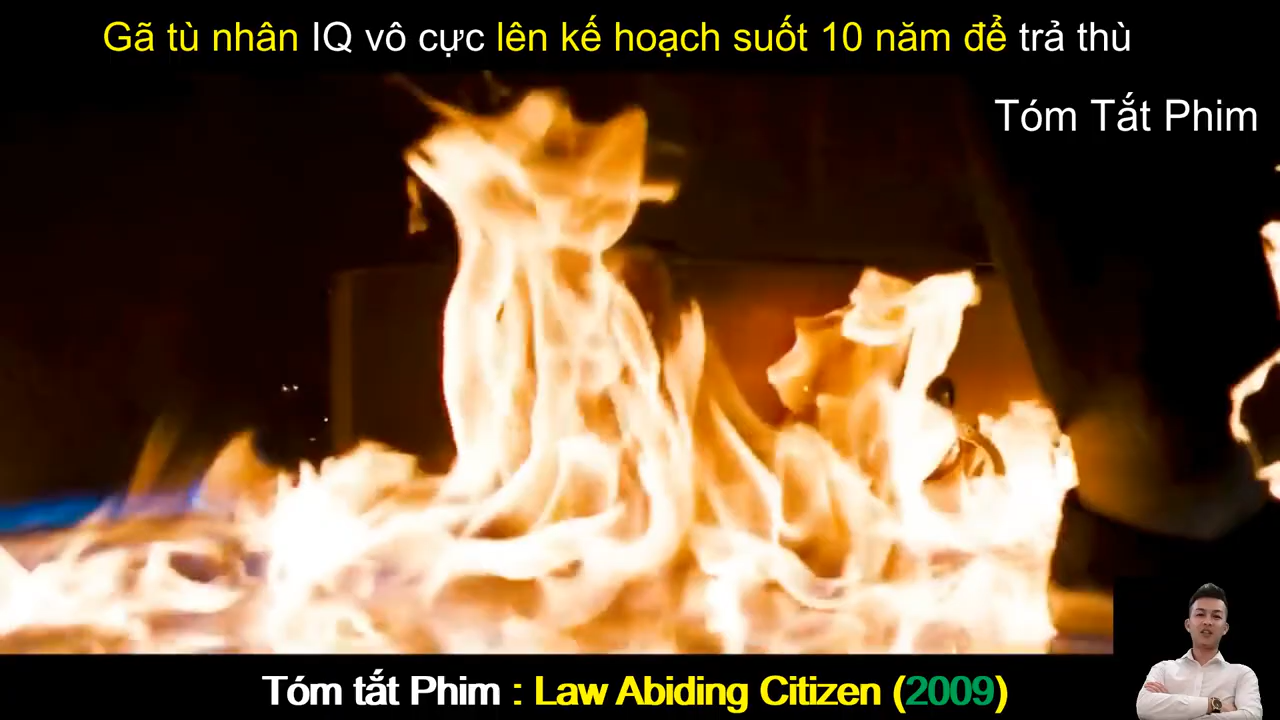 Gã tù nhân IQ vô cực lên kế hoạch suốt 10 năm để trả thù
Tóm Tắt Phim
Tóm tắt Phim : Law Abiding Citizen (2009)